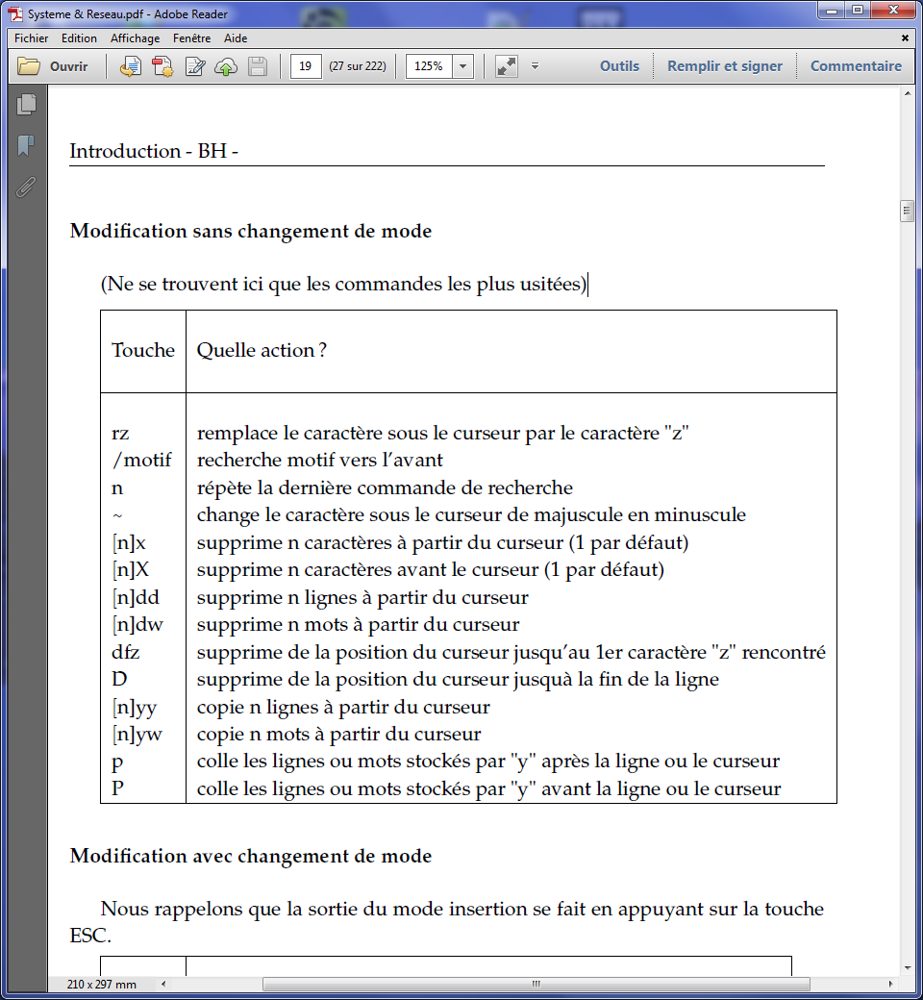 Systeme & Reseau.pdf - Adobe Reader
Fichier Edition Affichage Fenêtre Aide
Ouvrir 19 (27 sur 222) 125% Outils Remplir et signer Commentaire
Introduction - BH -
Modification sans changement de mode
(Ne se trouvent ici que les commandes les plus usitées)
Touche Quelle action ?
rz remplace le caractère sous le curseur par le caractère "z"
/motif recherche motif vers l'avant
n répète la dernière commande de recherche
~ change le caractère sous le curseur de majuscule en minuscule
[n]x supprime n caractères à partir du curseur (1 par défaut)
[n]X supprime n caractères avant le curseur (1 par défaut)
[n]dd supprime n lignes à partir du curseur
[n]dw supprime n mots à partir du curseur
dfz supprime de la position du curseur jusqu'au 1er caractère "z" rencontré
D supprime de la position du curseur jusquà la fin de la ligne
[n]yy copie n lignes à partir du curseur
[n]yw copie n mots à partir du curseur
p colle les lignes ou mots stockés par "y" après la ligne ou le curseur
P colle les lignes ou mots stockés par "y" avant la ligne ou le curseur
Modification avec changement de mode
Nous rappelons que la sortie du mode insertion se fait en appuyant sur la touche
ESC.
210 x 297 mm